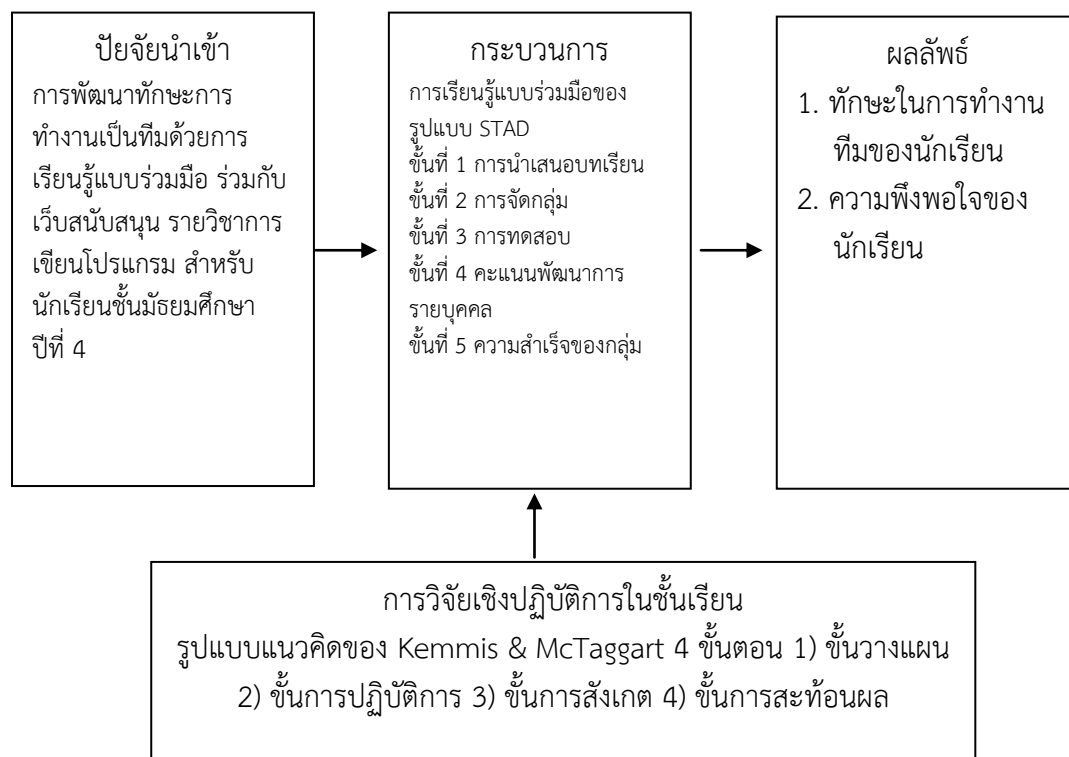 ปัยจัยนำเข้า
การพัฒนาทักษะการ
ทำงานเป็นทีมด้วยการ
เรียนรู้แบบร่วมมือ ร่วมกับ
เว็บสนับสนุน รายวิชาการ
เขียนโปรแกรม สำหรับ
นักเรียนชั้นมัธยมศึกษา
ปีที่ 4
กระบวนการ
การเรียนรู้แบบร่วมมือของ
รูปแบบ STAD
ขั้นที่ 1 การนำเสนอบทเรียน
ขั้นที่ 2 การจัดกลุ่ม
ขั้นที่ 3 การทดสอบ
ขั้นที่ 4 คะแนนพัฒนาการ
รายบุคคล
ขั้นที่ 5 ความสำเร็จของกลุ่ม
ผลลัพธ์
1. ทักษะในการทำงาน
ทีมของนักเรียน
2. ความพึงพอใจของ
นักเรียน
การวิจัยเชิงปฏิบัติการในชั้นเรียน
รูปแบบแนวคิดของ Kemmis & McTaggart 4 ขั้นตอน 1) ขั้นวางแผน
2) ขั้นการปฏิบัติการ 3) ขั้นการสังเกต 4) ขั้นการสะท้อนผล